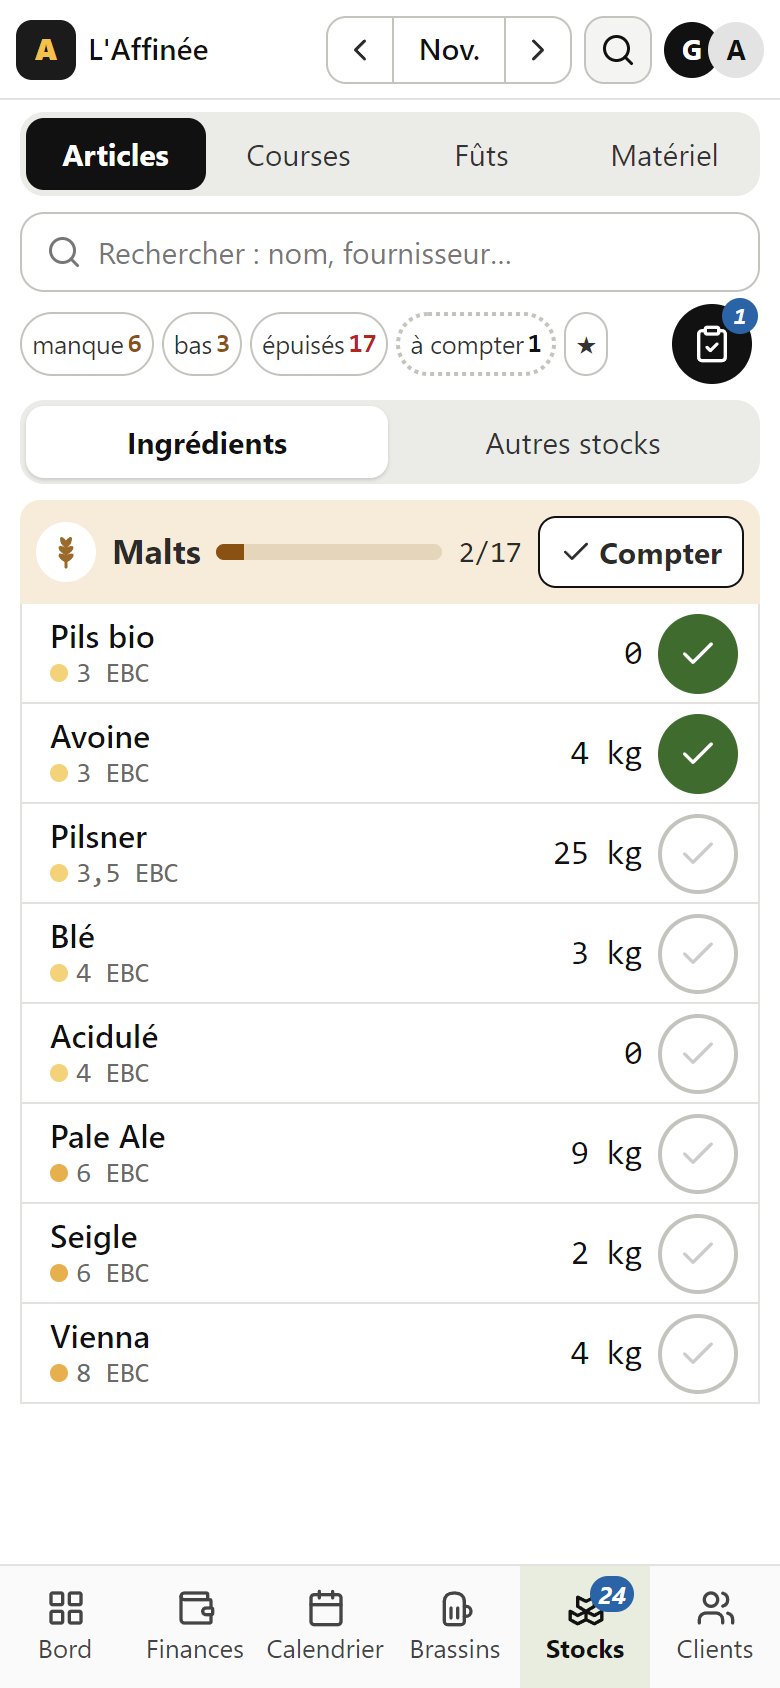 A L'Affinée Nov. G A
Articles Courses Fûts Matériel
Rechercher : nom, fournisseur...
manque 6 bas 3 épuisés 17 à compter 1 ★ 1
Ingrédients Autres stocks
Malts 2/17 Compter
Pils bio
0
3 EBC
Avoine
4 kg
3 EBC
Pilsner
25 kg
3,5 EBC
Blé
3 kg
4 EBC
Acidulé
0
4 EBC
Pale Ale
9 kg
6 EBC
Seigle
2 kg
6 EBC
Vienna
4 kg
8 EBC
24
Bord Finances Calendrier Brassins Stocks Clients